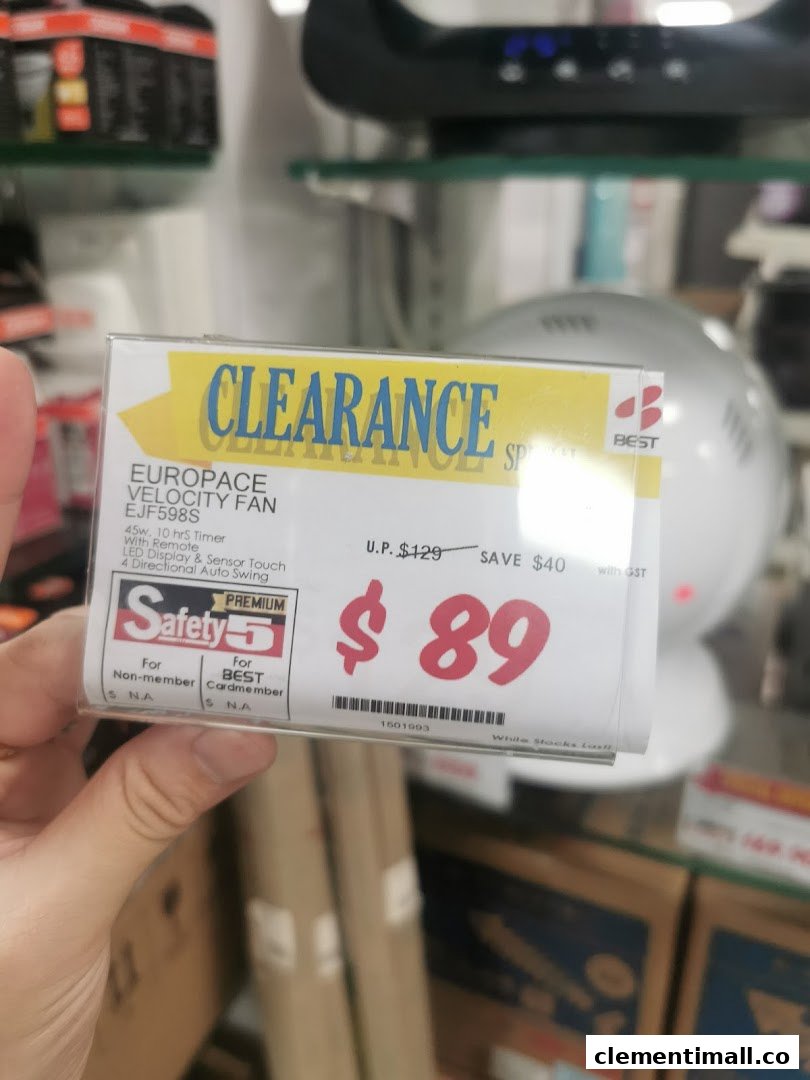 CLEARANCE
BEST
EUROPACE
VELOCITY FAN
EJF598S
45w. 10 hrS Timer
With Remote
LED Display & Sensor Touch
4 Directional Auto Swing
U.P. $129 SAVE $40
with GST
$ 89
PREMIUM
Safety 5
For
Non-member
$ N.A
For
BEST
Cardmember
$ N.A
1501993
While Stocks Last!
clementimall.co